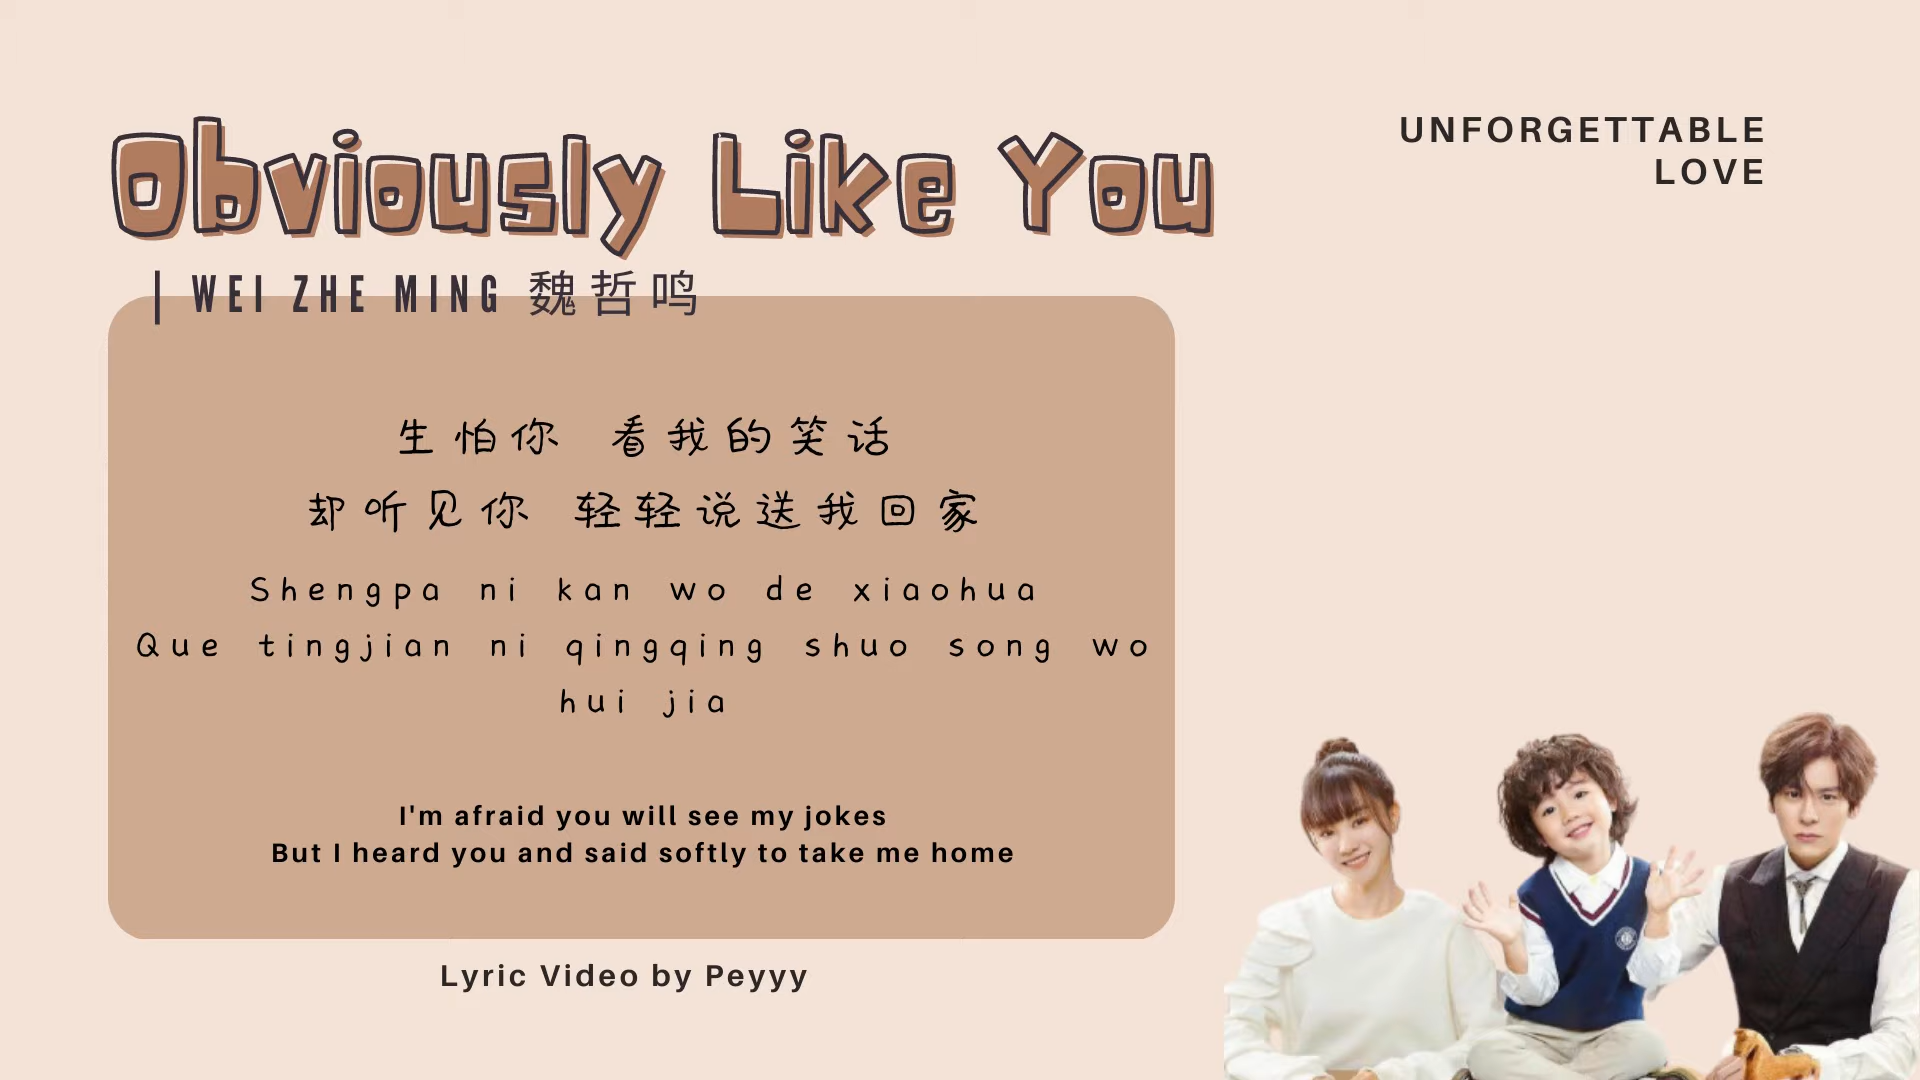 Obviously Like You
UNFORGETTABLE
LOVE
| WEI ZHE MING 魏哲鸣
生怕你 看我的笑话
却听见你 轻轻说送我回家
Shengpa ni kan wo de xiaohua
Que tingjian ni qingqing shuo song wo
hui jia
I'm afraid you will see my jokes
But I heard you and said softly to take me home
Lyric Video by Peyyy